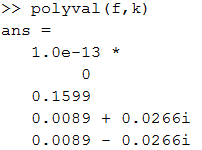 >> polyval(f,k)
ans =
1.0e-13 *
0
0.1599
0.0089 + 0.0266i
0.0089 - 0.0266i